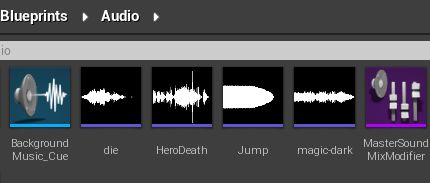 Blueprints Audio
io
Background
Music_Cue
die
HeroDeath
Jump
magic-dark
MasterSound
MixModifier